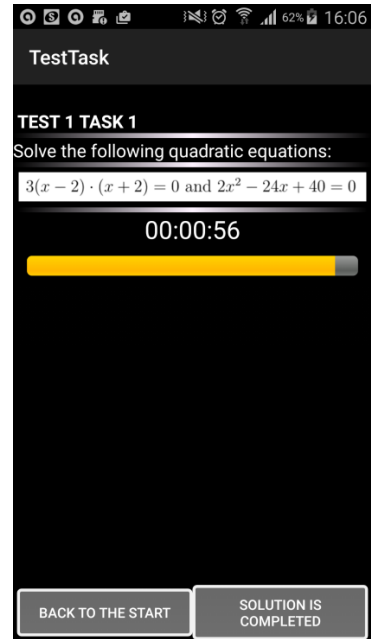 62% 16:06
TestTask
TEST 1 TASK 1
Solve the following quadratic equations:
3(x − 2) · (x + 2) = 0 and 2x² − 24x + 40 = 0
00:00:56
BACK TO THE START
SOLUTION IS
COMPLETED